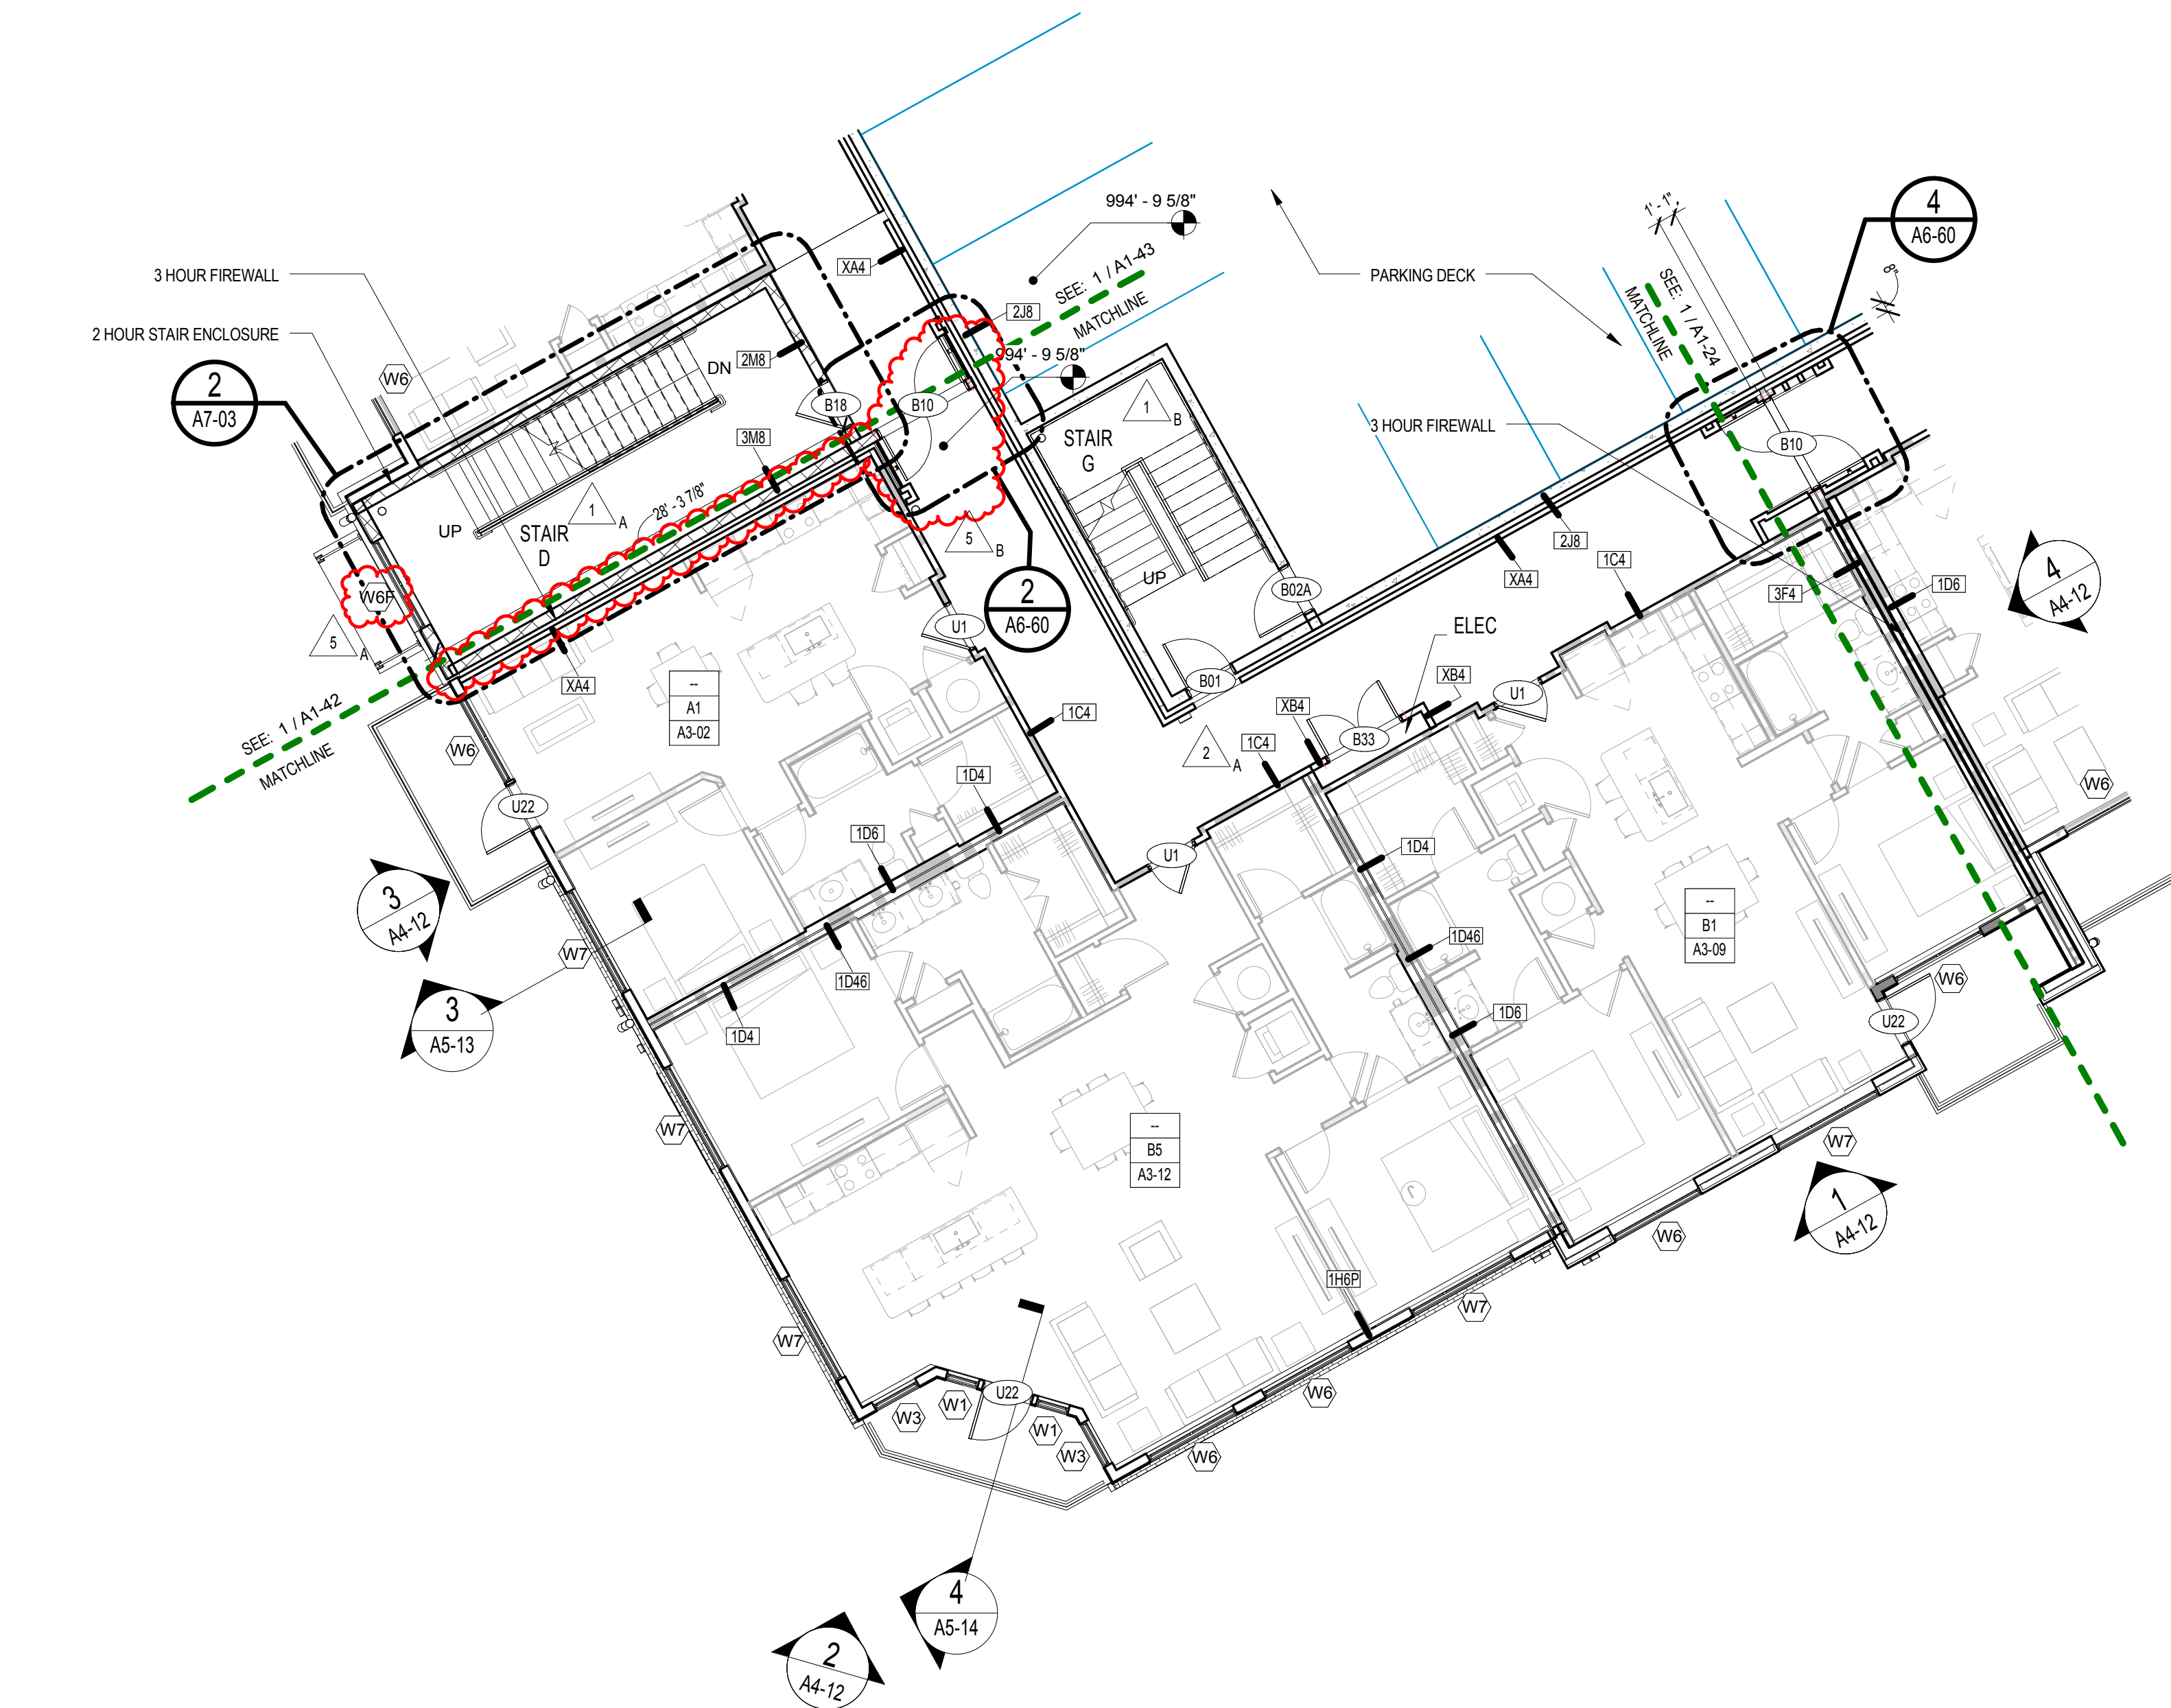 994' - 9 5/8"
4
A6-60
1' - 1"
8"
SEE: 1 / A1-43
MATCHLINE
SEE: 1 / A1-24
MATCHLINE
PARKING DECK
3 HOUR FIREWALL
2 HOUR STAIR ENCLOSURE
XA4
2J8
994' - 9 5/8"
2M8
DN
W6
2
A7-03
B18
B10
1
B
STAIR
G
3 HOUR FIREWALL
B10
3M8
28' - 3 7/8"
1
A
UP
STAIR
D
5
B
2J8
XA4
1C4
UP
B02A
2
A6-60
W6F
5
A
3F4
1D6
4
A4-12
U1
ELEC
XA4
--
A1
A3-02
B01
XB4
U1
XB4
1C4
B33
2
A
1C4
SEE: 1 / A1-42
MATCHLINE
W6
W6
U22
1D4
1D6
U1
1D4
3
A4-12
--
B1
A3-09
W7
1D46
1D46
W6
3
A5-13
1D4
1D6
U22
W7
--
B5
A3-12
W7
1
A4-12
W6
1H6P
W7
W7
U22
W3
W1
W1
W3
W6
W6
4
A5-14
2
A4-12